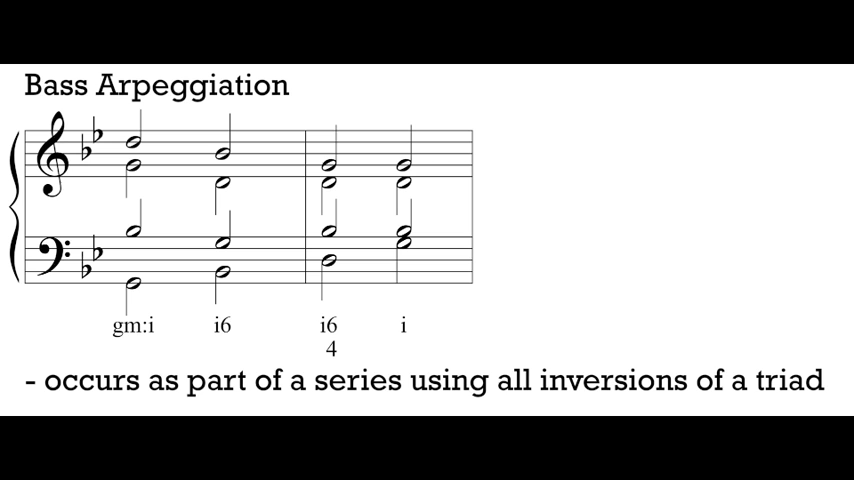 Bass Arpeggiation
gm:i i6 i6 i
4
- occurs as part of a series using all inversions of a triad